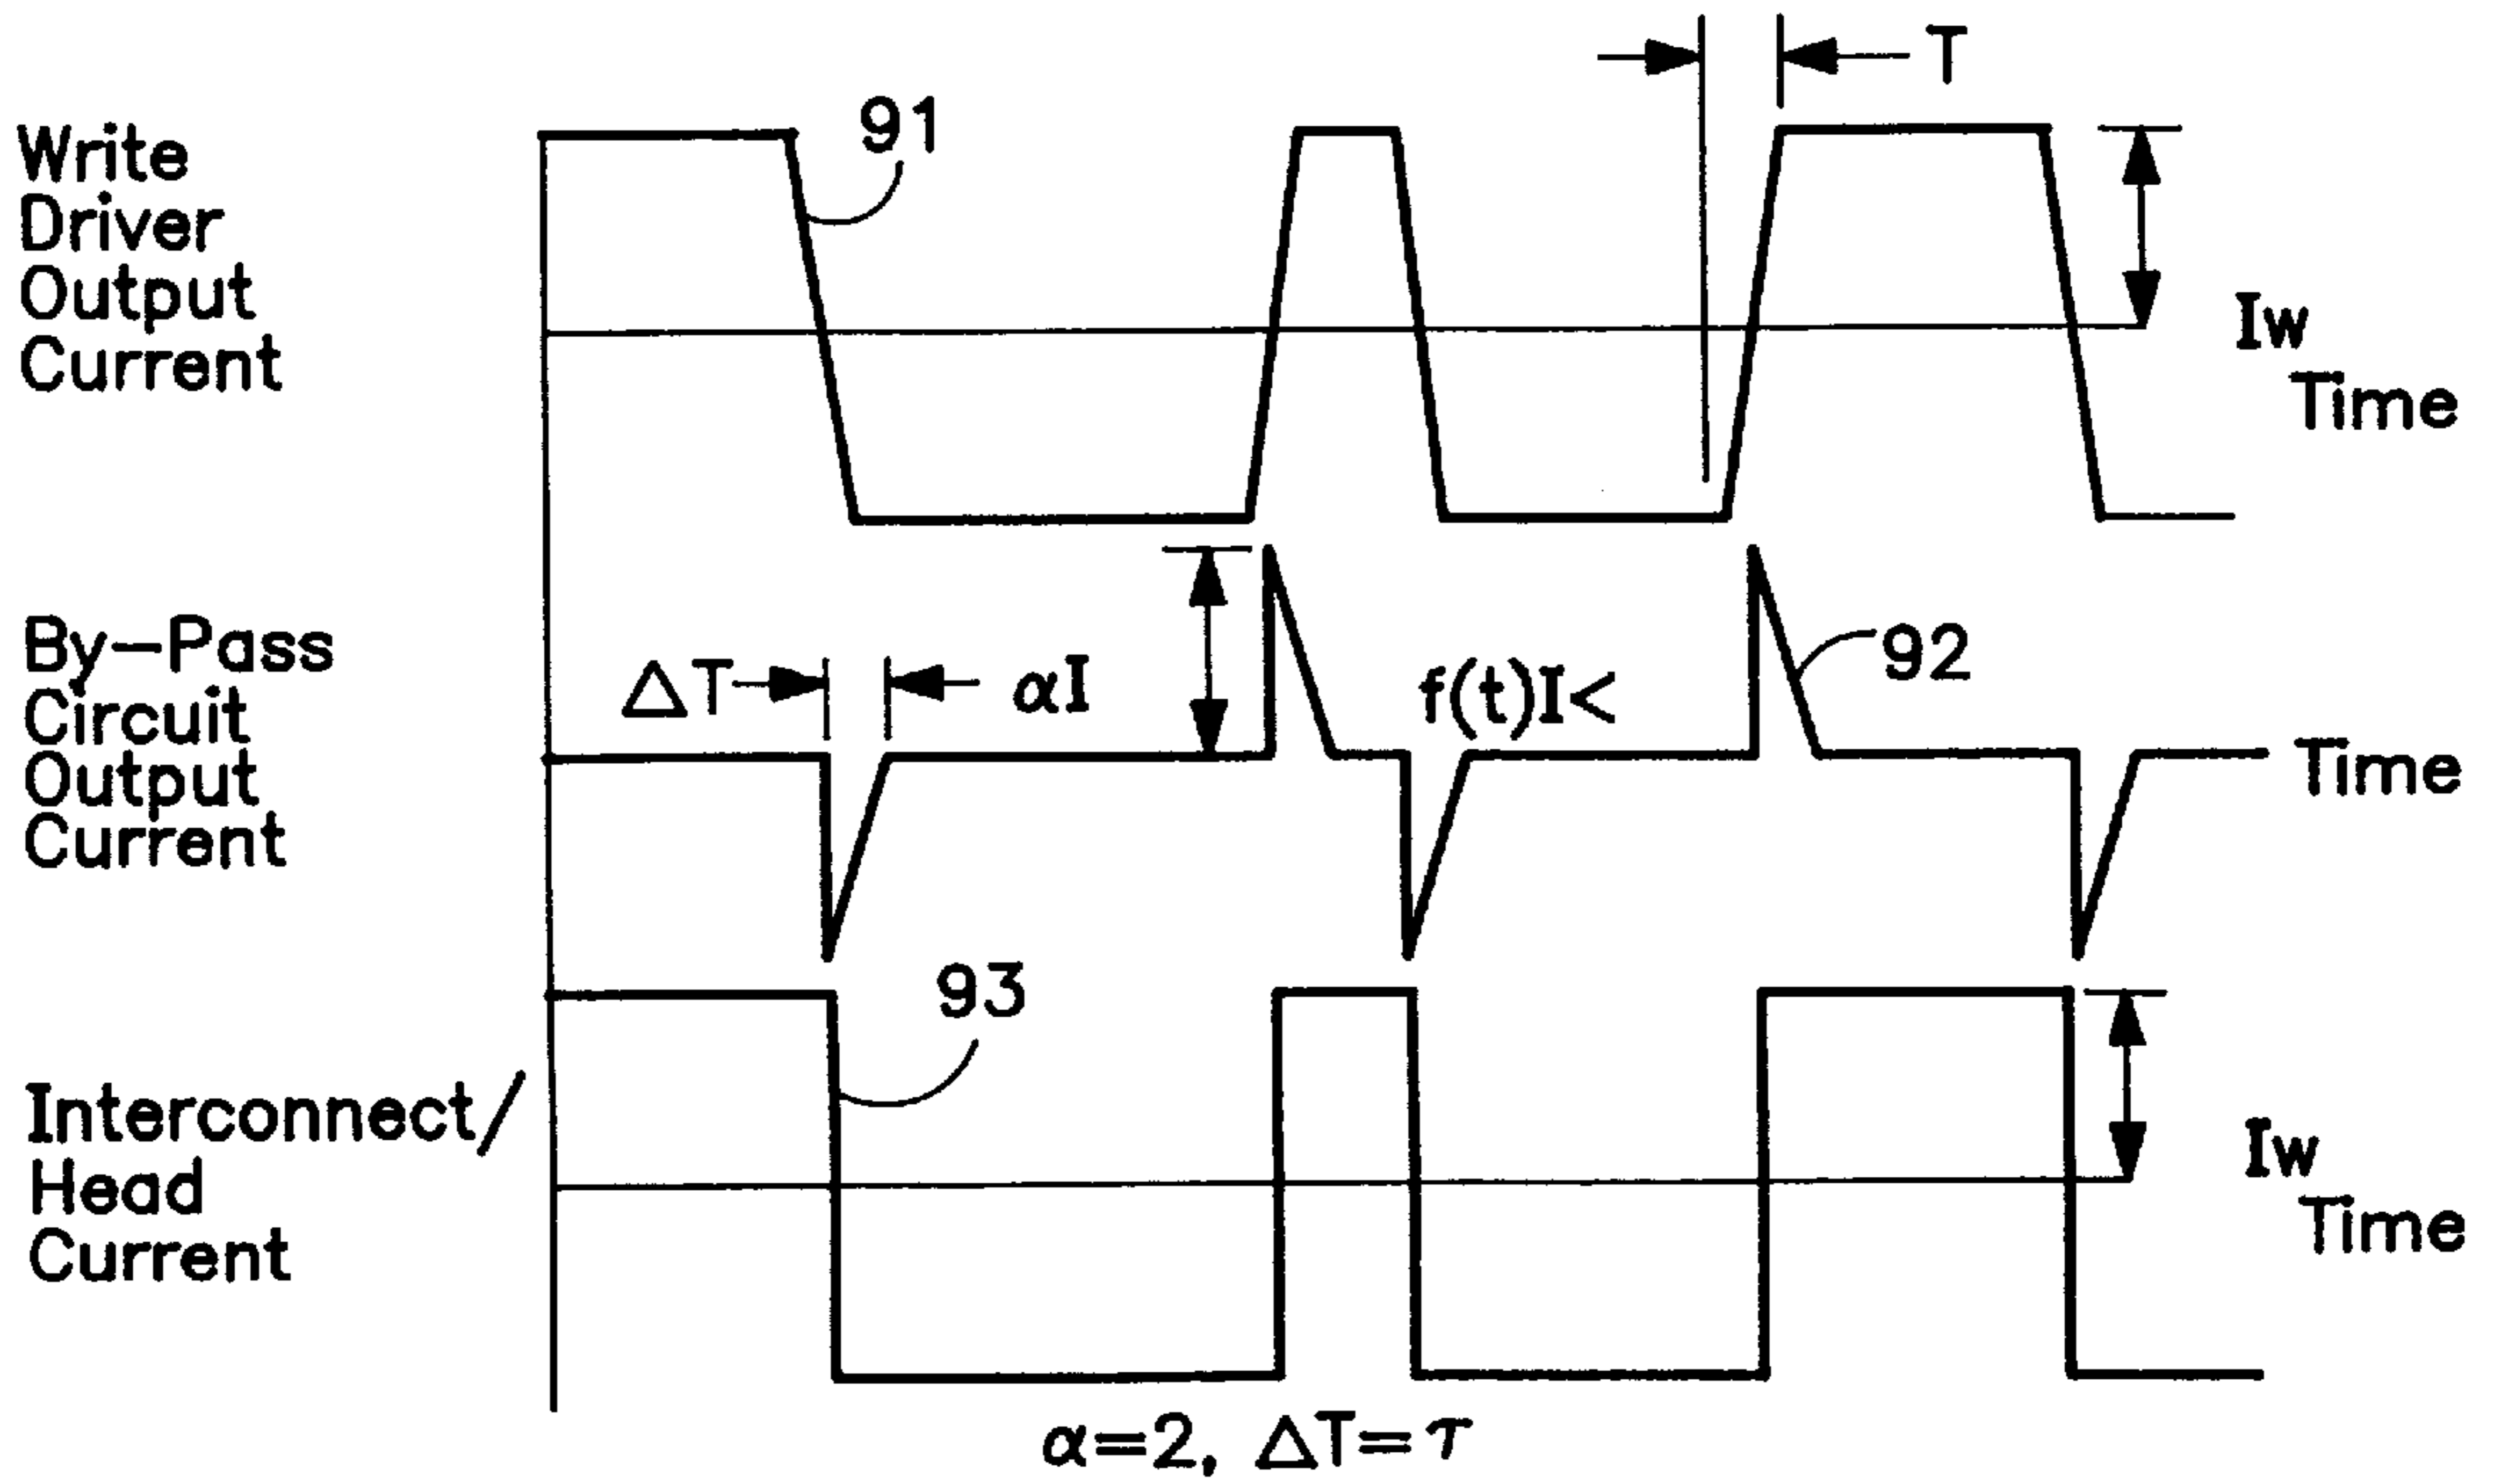 T
91
Write
Driver
Output
Current
Iw
Time
By-Pass
Circuit
Output
Current
ΔT
αI
f(t)I<
92
Time
93
Interconnect/
Head
Current
Iw
Time
α=2, ΔT=τ